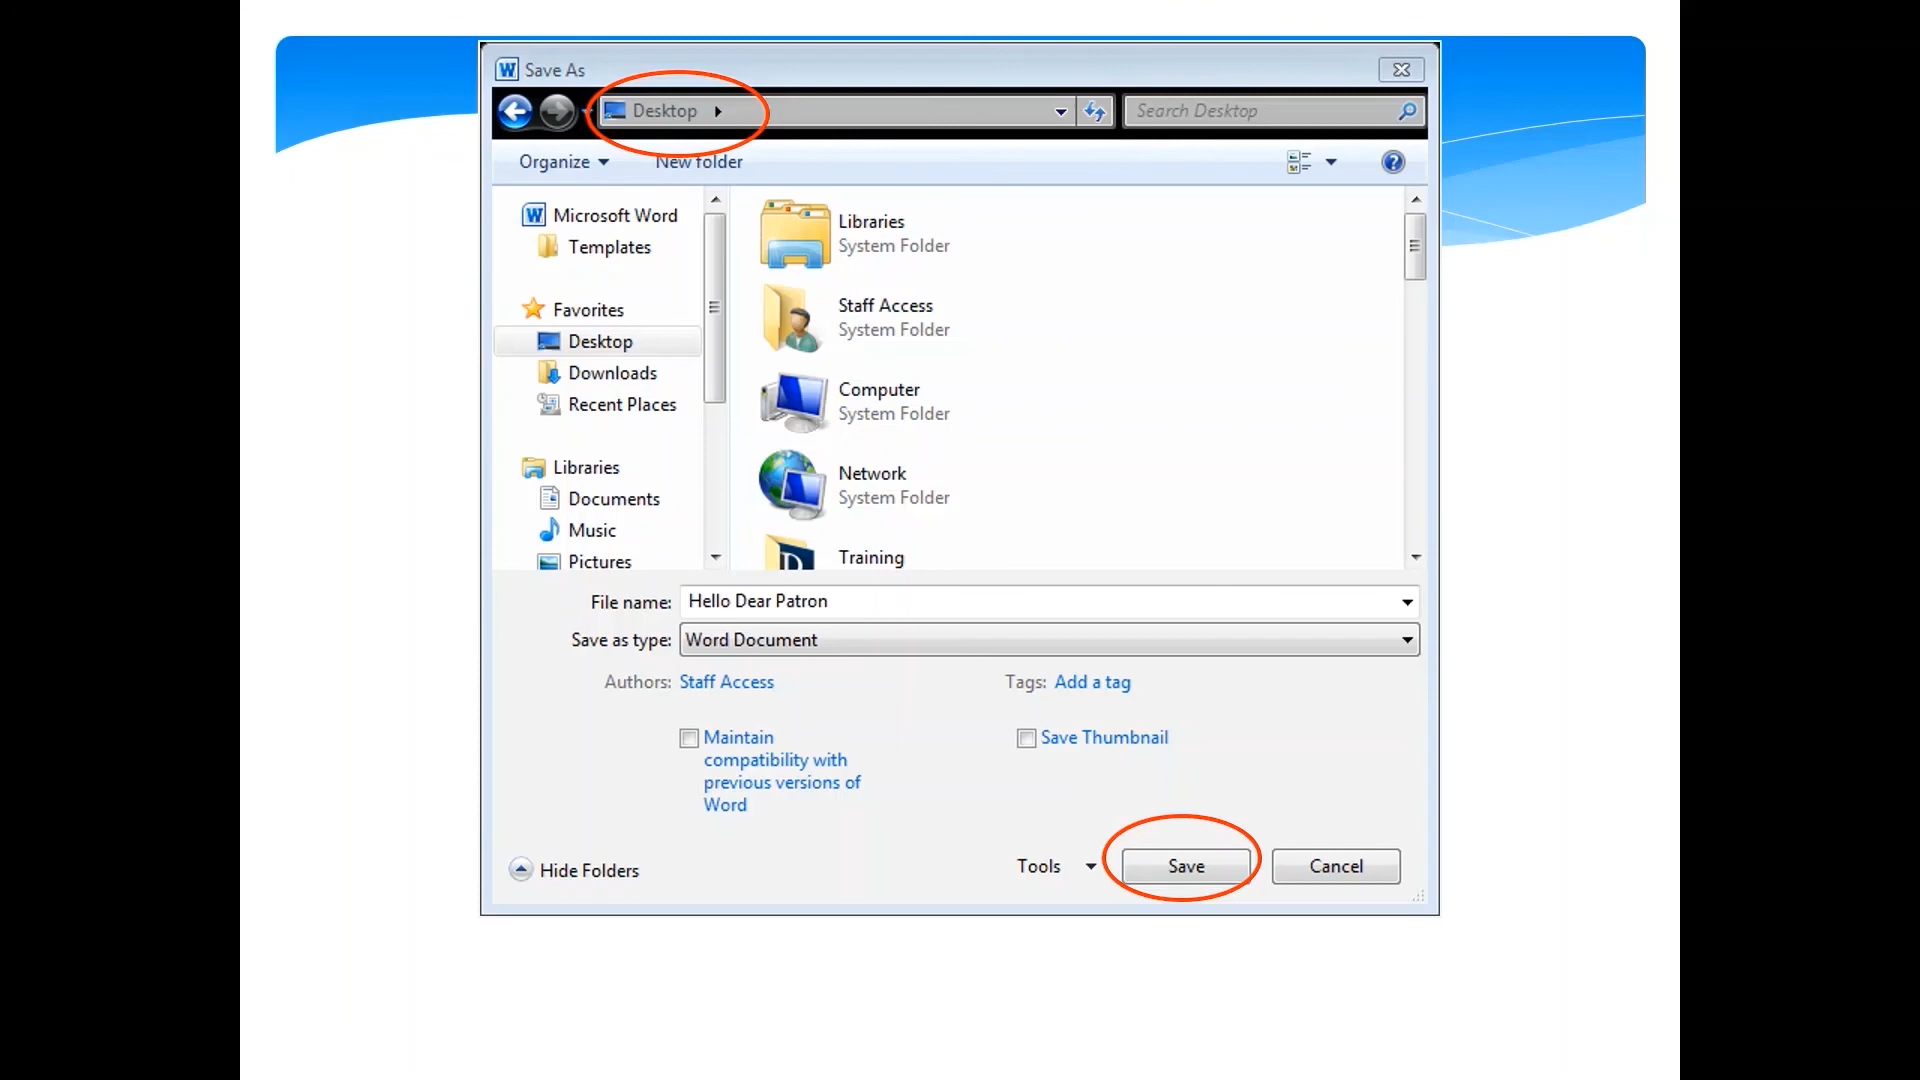 Save As
Desktop
Search Desktop
Organize
New folder
Microsoft Word
Templates
Favorites
Desktop
Downloads
Recent Places
Libraries
Documents
Music
Pictures
Libraries
System Folder
Staff Access
System Folder
Computer
System Folder
Network
System Folder
Training
File name: Hello Dear Patron
Save as type: Word Document
Authors: Staff Access
Tags: Add a tag
Maintain
compatibility with
previous versions of
Word
Save Thumbnail
Hide Folders
Tools
Save
Cancel